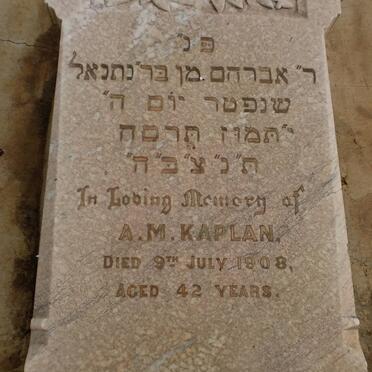 פ״נ
ר״ אברהם מן בר״ נתנאל
שנפטר יום ה״
י״תמוז תרסח
ת״נ״צ״ב״ה״
In Loving Memory of
A.M. KAPLAN.
DIED 9TH JULY 1908,
AGED 42 YEARS.